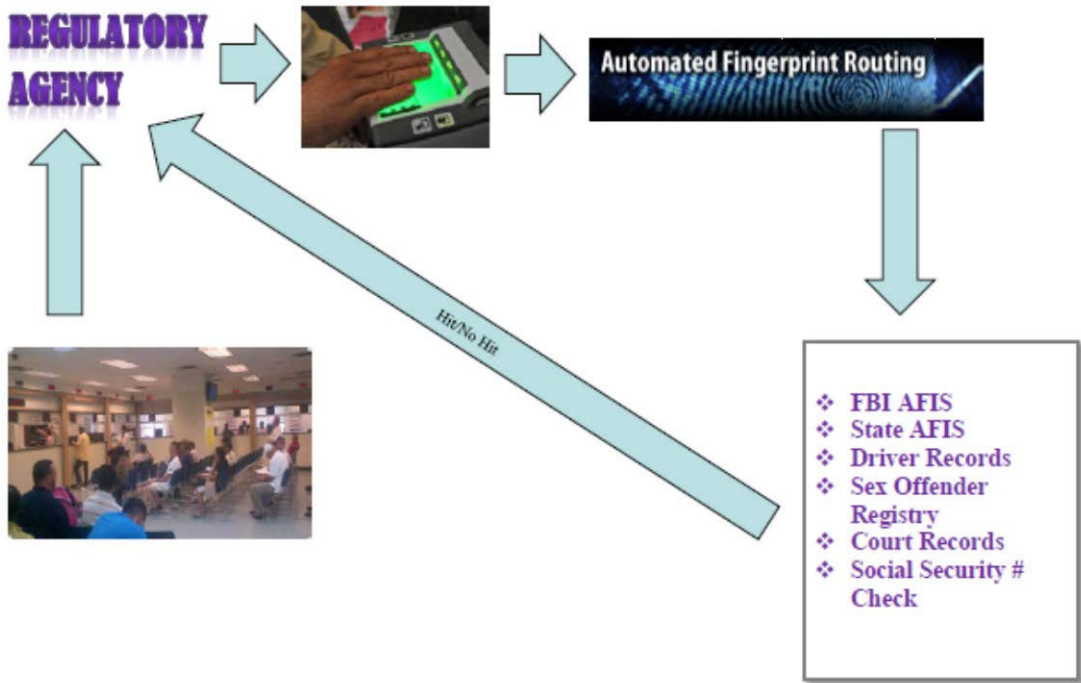 REGULATORY
AGENCY
Automated Fingerprint Routing
Hit/No Hit
❖ FBI AFIS
❖ State AFIS
❖ Driver Records
❖ Sex Offender
Registry
❖ Court Records
❖ Social Security #
Check